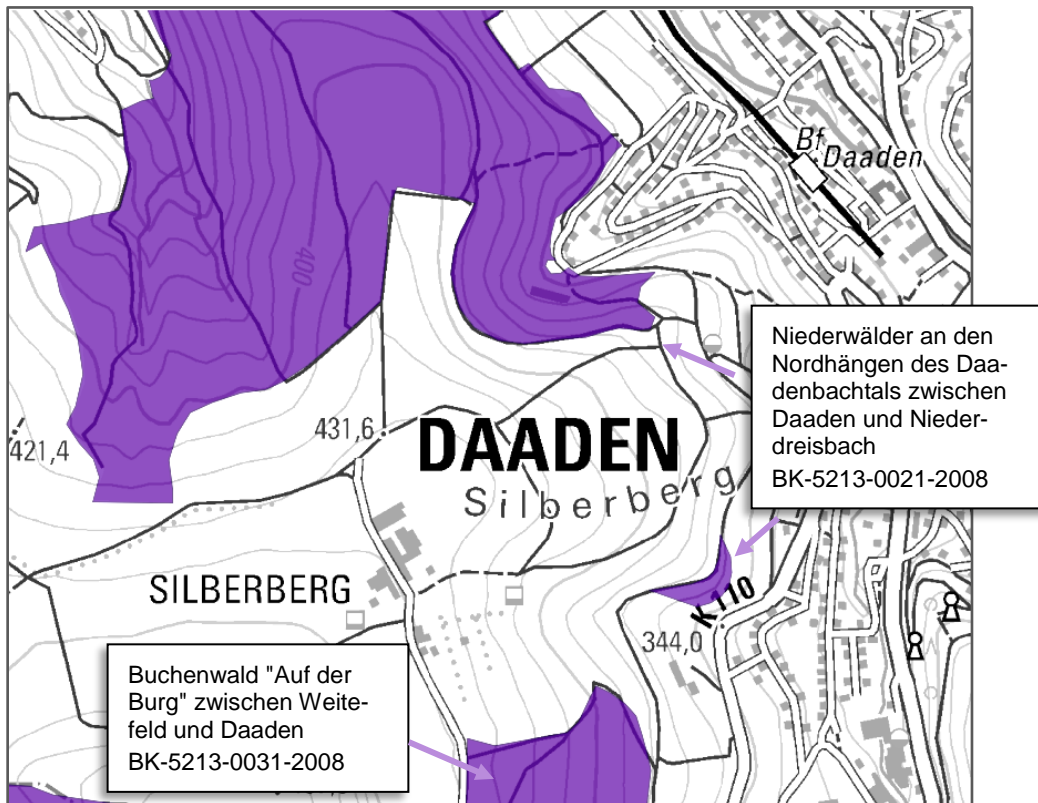 Bf
Daaden
400
Niederwälder an den
Nordhängen des Daa-
denbachtals zwischen
Daaden und Nieder-
dreisbach
BK-5213-0021-2008
431,6
421,4
DAADEN
Silberberg
SILBERBERG
K 110
344,0
Buchenwald "Auf der
Burg" zwischen Weite-
feld und Daaden
BK-5213-0031-2008